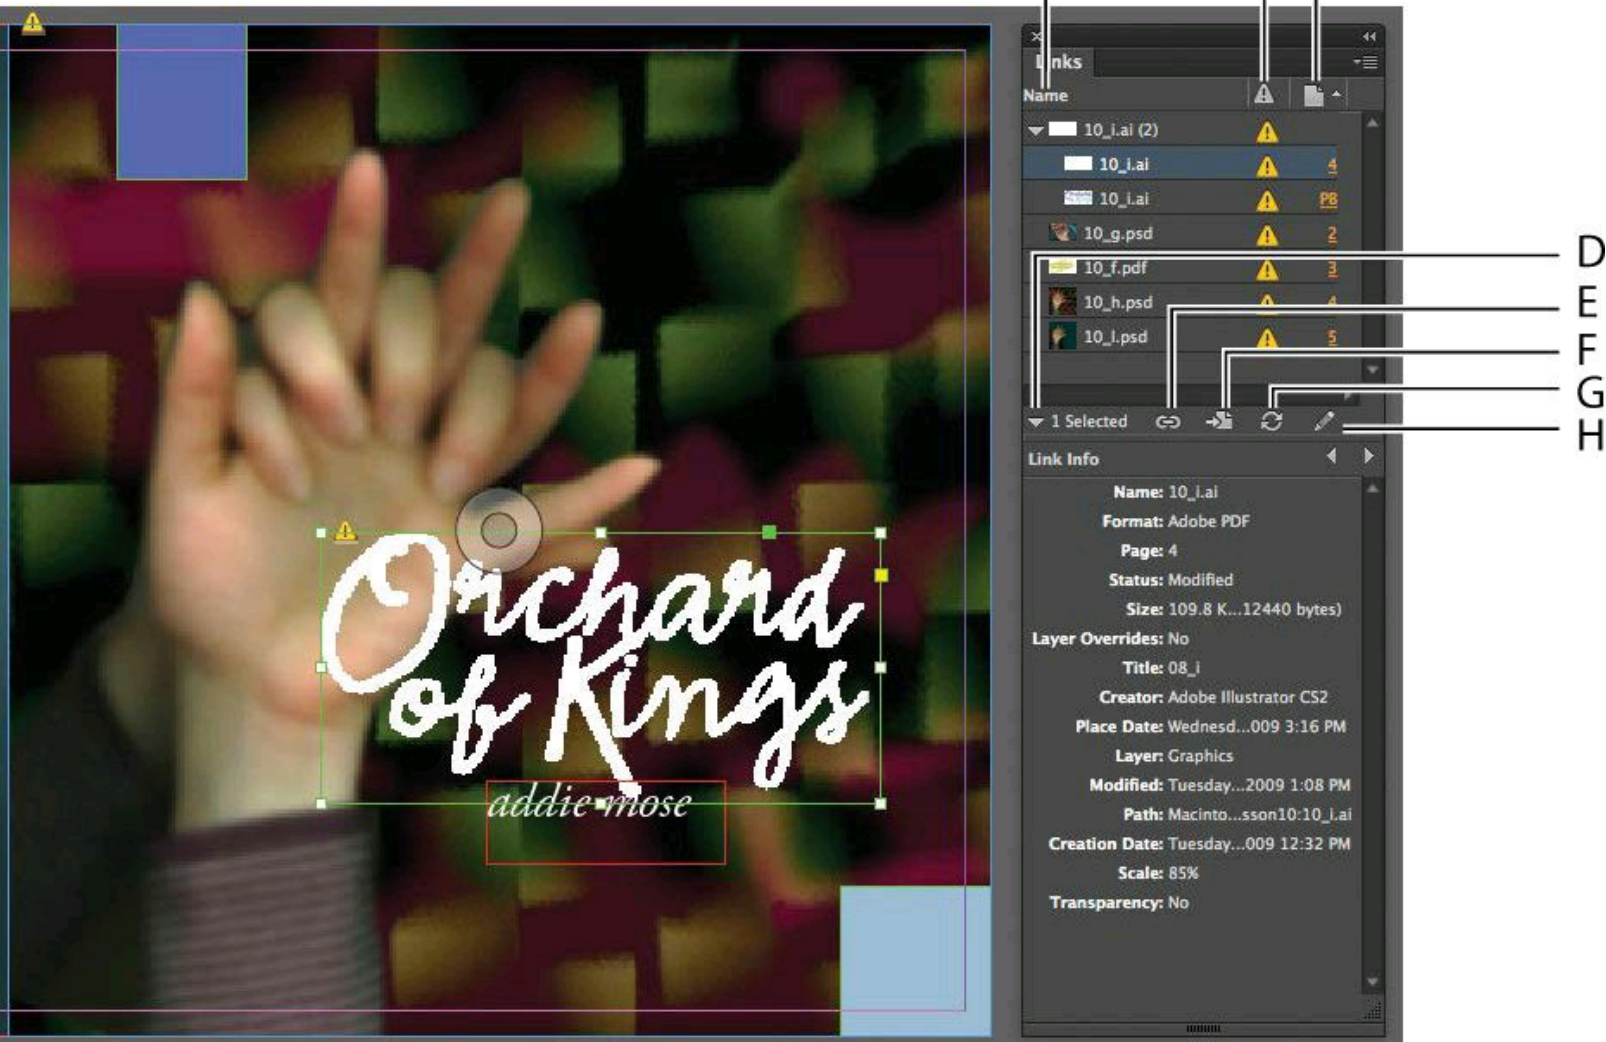 Links
Name
10_i.ai (2)
10_i.ai 4
10_i.ai PB
10_g.psd 2
10_f.pdf 3
10_h.psd 4
10_l.psd 5
D
E
F
G
H
1 Selected
Link Info
Name: 10_i.ai
Format: Adobe PDF
Page: 4
Status: Modified
Size: 109.8 K...12440 bytes)
Layer Overrides: No
Title: 08_i
Creator: Adobe Illustrator CS2
Place Date: Wednesd...009 3:16 PM
Layer: Graphics
Modified: Tuesday...2009 1:08 PM
Path: Macinto...sson10:10_i.ai
Creation Date: Tuesday...009 12:32 PM
Scale: 85%
Transparency: No
Orchard
of Kings
addie mose